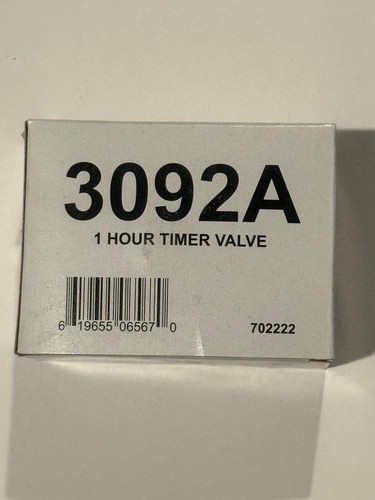 3092A
1 HOUR TIMER VALVE
6 19655 06567 0
702222